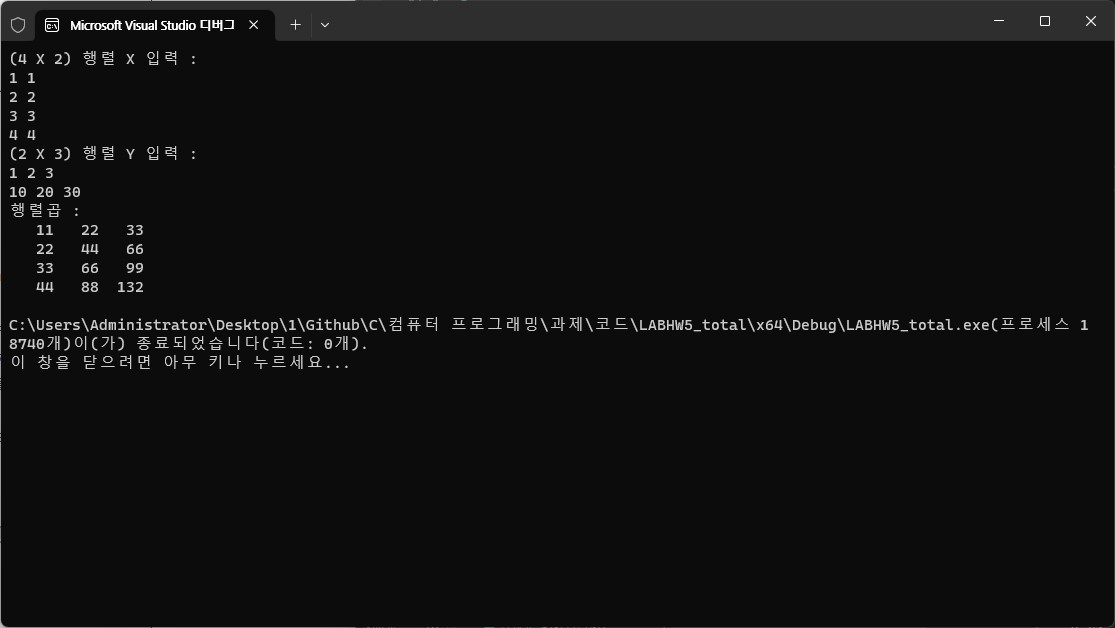 Microsoft Visual Studio 디버그
(4 X 2) 행렬 X 입력 :
1 1
2 2
3 3
4 4
(2 X 3) 행렬 Y 입력 :
1 2 3
10 20 30
행렬곱 :
11 22 33
22 44 66
33 66 99
44 88 132
C:\Users\Administrator\Desktop\1\Github\C\컴퓨터 프로그래밍\과제\코드\LABHW5_total\x64\Debug\LABHW5_total.exe(프로세스 1
8740개)이(가) 종료되었습니다(코드: 0개).
이 창을 닫으려면 아무 키나 누르세요...